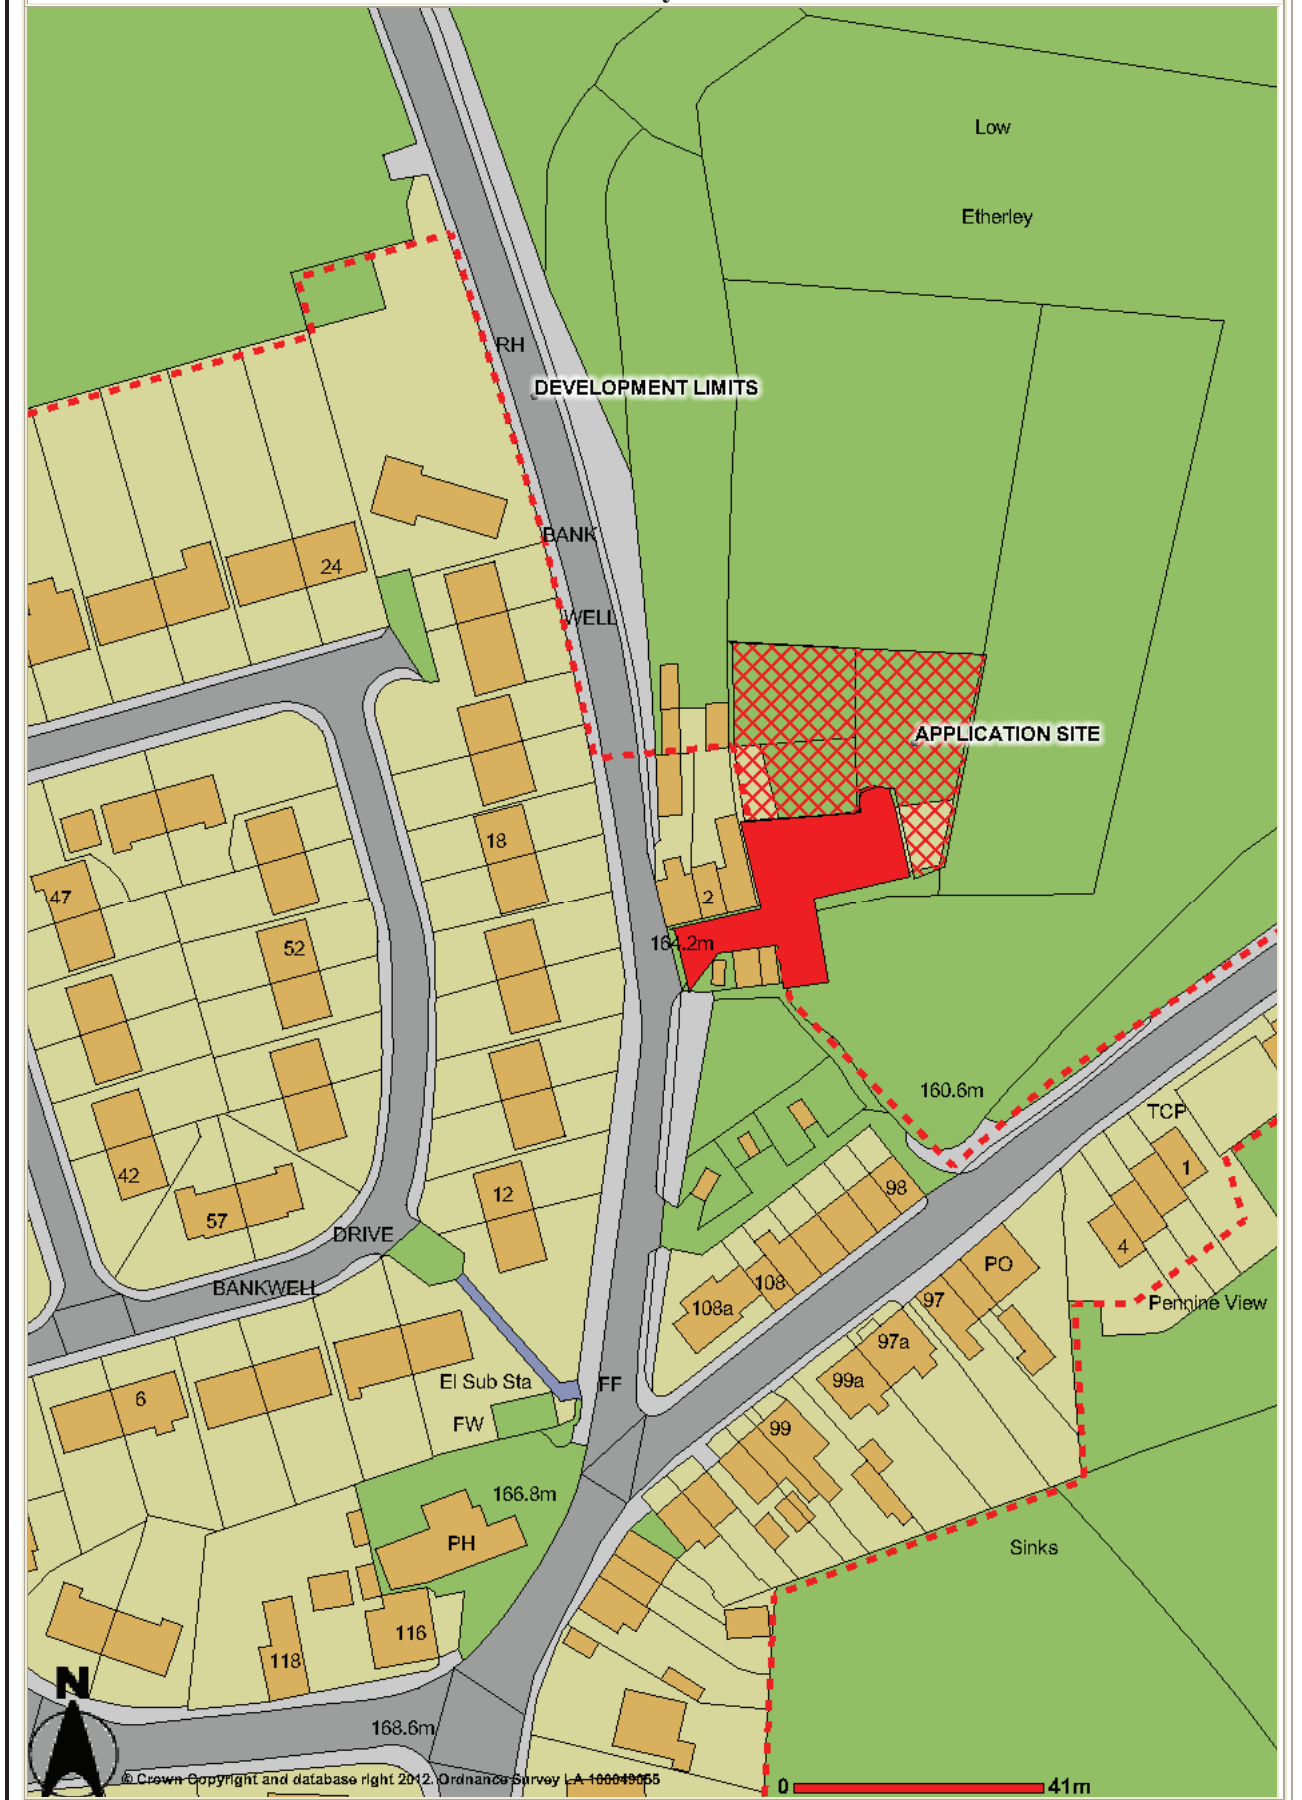 Low
Etherley
RH
DEVELOPMENT LIMITS
BANK
24
WELL
APPLICATION SITE
18
47
2
52
164.2m
160.6m
TCP
42
98
1
12
57
DRIVE
4
BANKWELL
108
PO
108a
97
Pennine View
97a
El Sub Sta
FF
99a
6
FW
99
166.8m
PH
Sinks
116
118
N
168.6m
© Crown Copyright and database right 2012. Ordnance Survey LA 100049055
0 41m